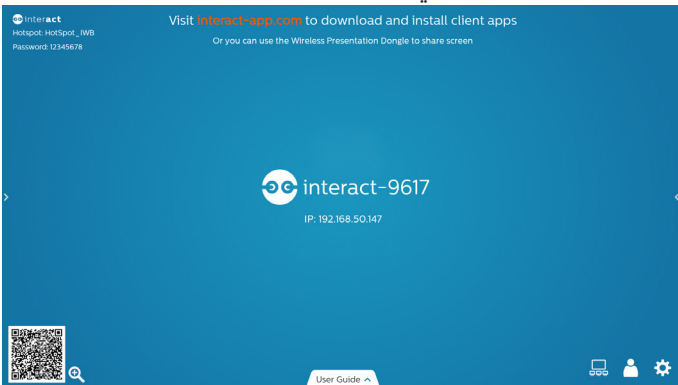 interact
Hotspot: HotSpot_IWB
Password: 12345678
Visit interact-app.com to download and install client apps
Or you can use the Wireless Presentation Dongle to share screen
interact-9617
IP: 192.168.50.147
User Guide